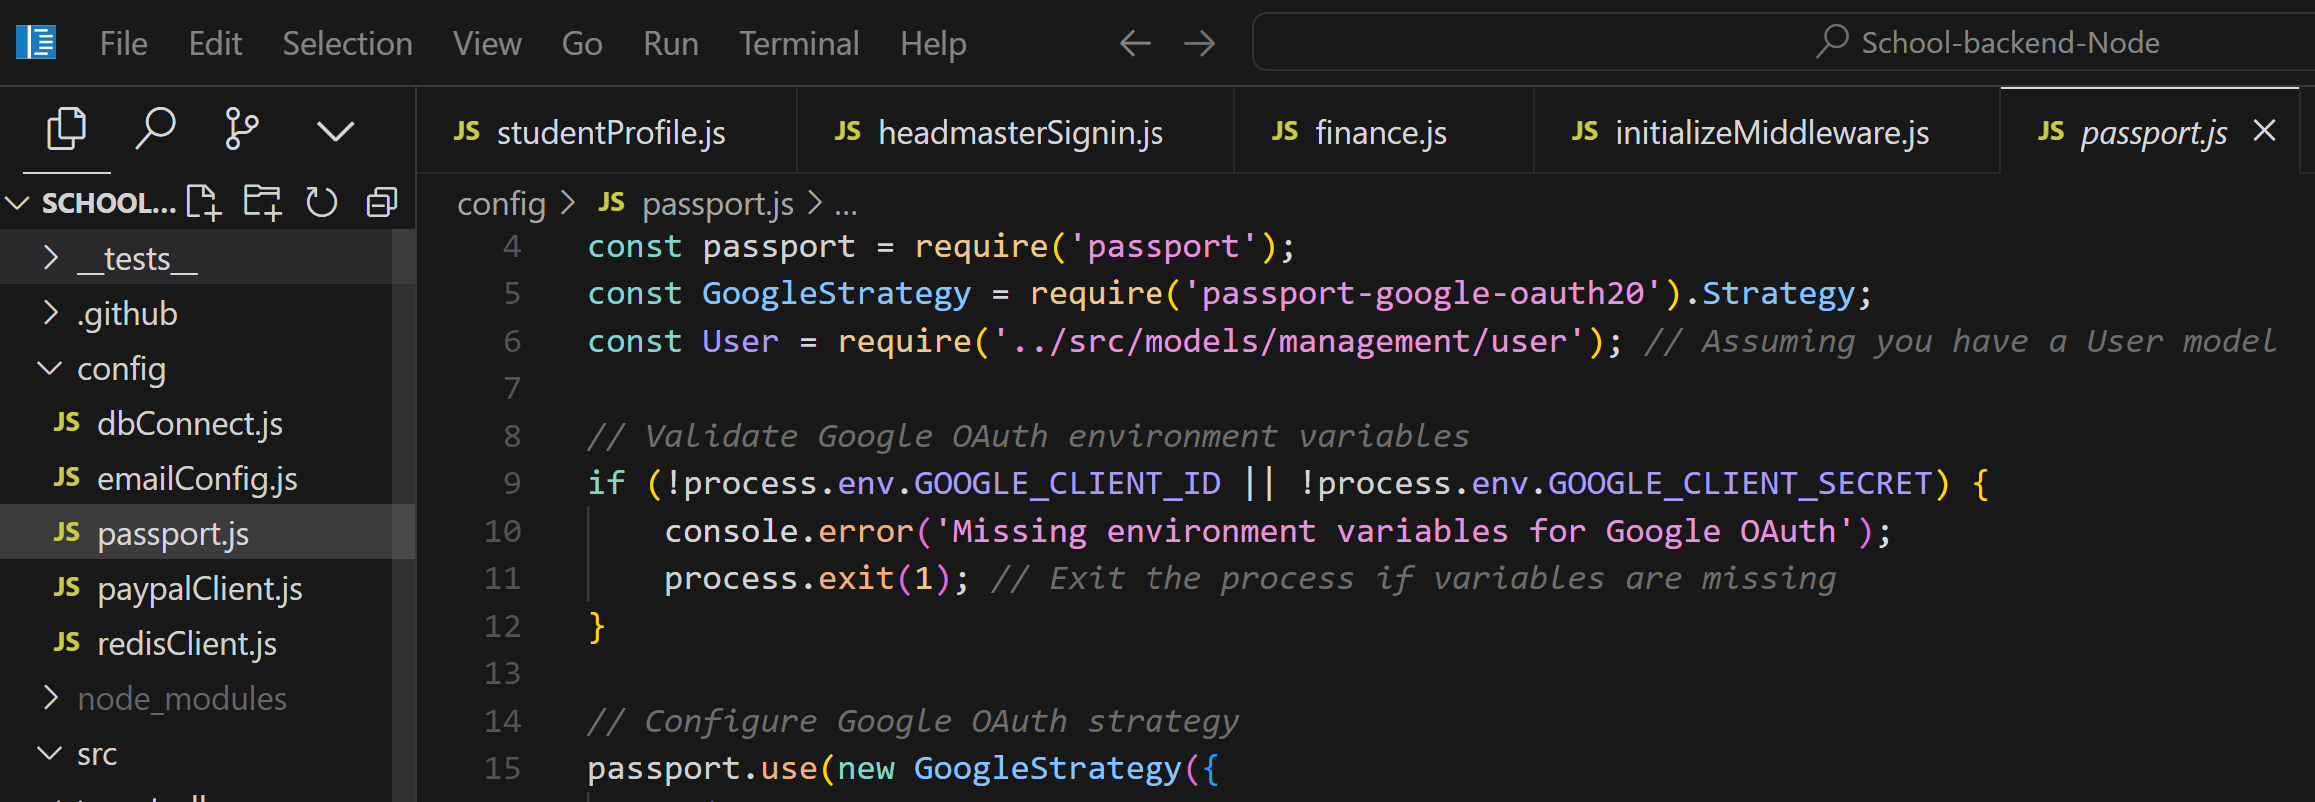 File Edit Selection View Go Run Terminal Help School-backend-Node
JS studentProfile.js JS headmasterSignin.js JS finance.js JS initializeMiddleware.js JS passport.js
SCHOOL...
__tests__
.github
config
JS dbConnect.js
JS emailConfig.js
JS passport.js
JS paypalClient.js
JS redisClient.js
node_modules
src
config > JS passport.js > ...
4 const passport = require('passport');
5 const GoogleStrategy = require('passport-google-oauth20').Strategy;
6 const User = require('../src/models/management/user'); // Assuming you have a User model
7
8 // Validate Google OAuth environment variables
9 if (!process.env.GOOGLE_CLIENT_ID || !process.env.GOOGLE_CLIENT_SECRET) {
10 console.error('Missing environment variables for Google OAuth');
11 process.exit(1); // Exit the process if variables are missing
12 }
13
14 // Configure Google OAuth strategy
15 passport.use(new GoogleStrategy({